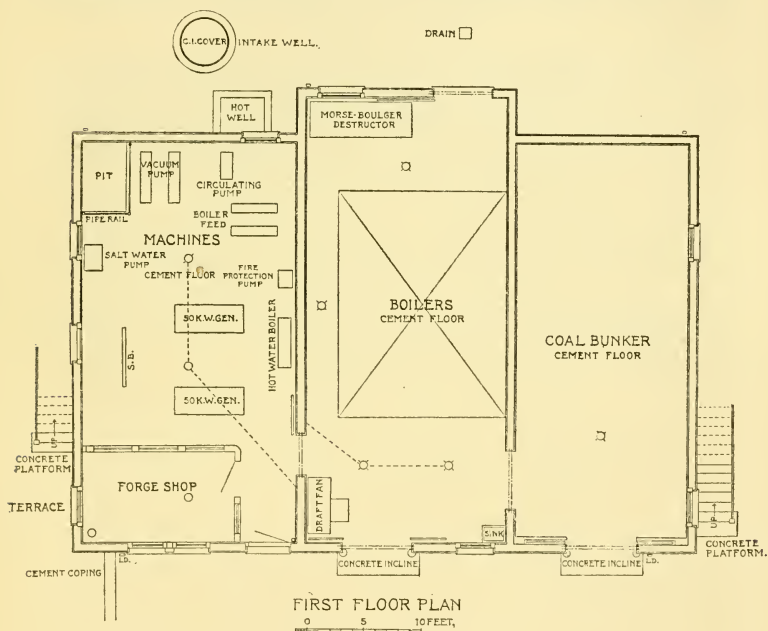 C.I.COVER
INTAKE WELL.
DRAIN
HOT
WELL
MORSE-BOULGER
DESTRUCTOR
PIT
VACUUM
PUMP
CIRCULATING
PUMP
BOILER
FEED
PIPE RAIL
MACHINES
SALT WATER
PUMP
CEMENT FLOOR
FIRE
PROTECTION
PUMP
50 K.W. GEN.
HOT WATER BOILER
S.B.
50 K.W. GEN.
BOILERS
CEMENT FLOOR
COAL BUNKER
CEMENT FLOOR
UP
CONCRETE
PLATFORM
FORGE SHOP
TERRACE
DRAFT FAN
SINK
UP
CONCRETE
PLATFORM.
LD.
CONCRETE INCLINE
CONCRETE INCLINE
LD.
CEMENT COPING
FIRST FLOOR PLAN
0 5 10 FEET,